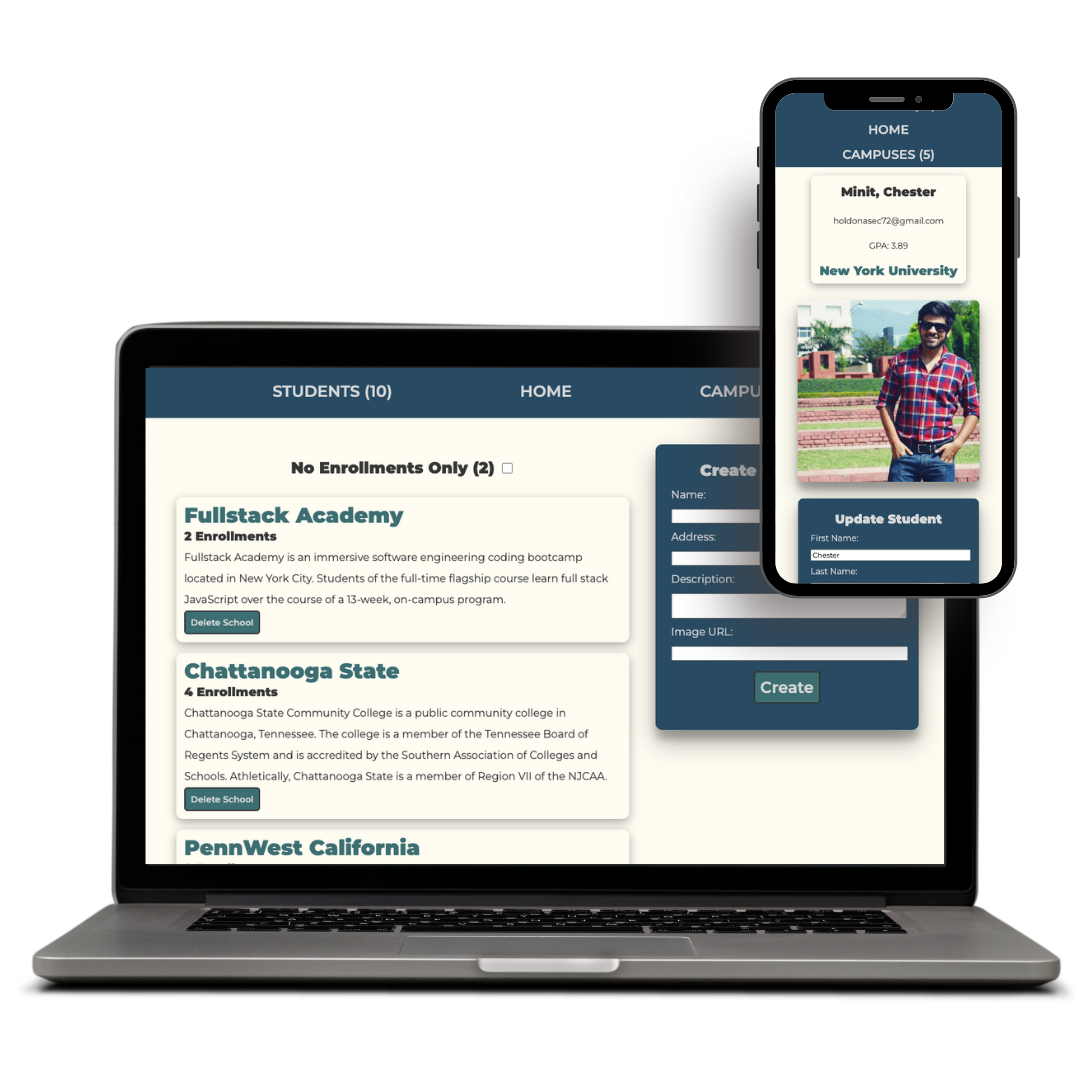 HOME
CAMPUSES (5)
Minit, Chester
holdonasec72@gmail.com
GPA: 3.89
New York University
Update Student
First Name:
Chester
Last Name:
STUDENTS (10)
HOME
CAMPU
No Enrollments Only (2)
Fullstack Academy
2 Enrollments
Fullstack Academy is an immersive software engineering coding bootcamp
located in New York City. Students of the full-time flagship course learn full stack
JavaScript over the course of a 13-week, on-campus program.
Delete School
Chattanooga State
4 Enrollments
Chattanooga State Community College is a public community college in
Chattanooga, Tennessee. The college is a member of the Tennessee Board of
Regents System and is accredited by the Southern Association of Colleges and
Schools. Athletically, Chattanooga State is a member of Region VII of the NJCAA.
Delete School
PennWest California
Create
Name:
Address:
Description:
Image URL:
Create